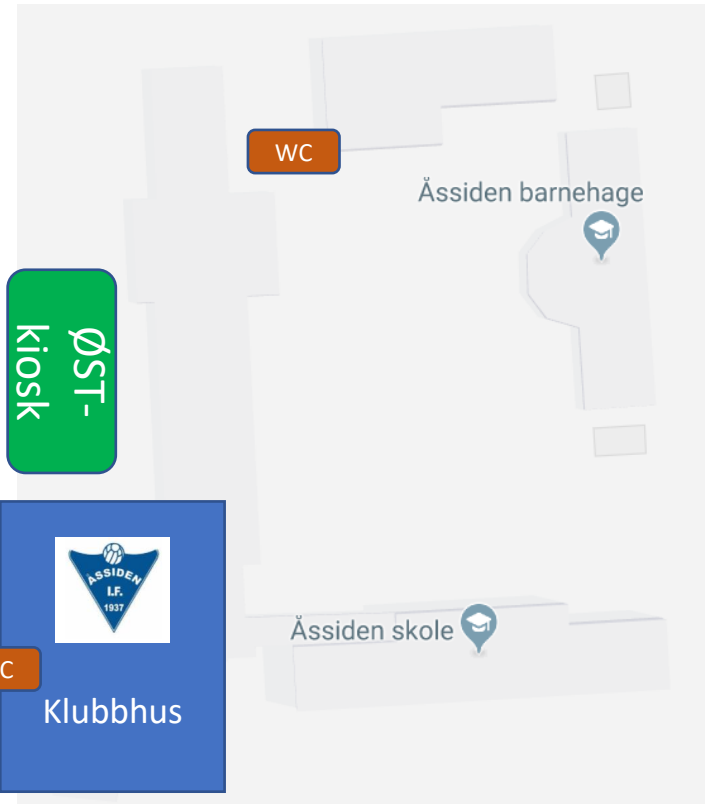 WC
Åssiden barnehage
ØST-
kiosk
ÅSSIDEN
I.F.
1937
Åssiden skole
C
Klubbhus